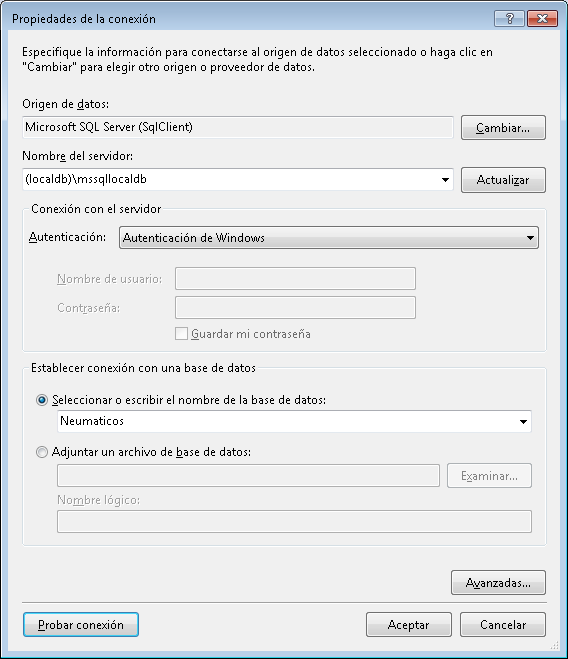 Propiedades de la conexión
Especifique la información para conectarse al origen de datos seleccionado o haga clic en
"Cambiar" para elegir otro origen o proveedor de datos.
Origen de datos:
Microsoft SQL Server (SqlClient)
Cambiar...
Nombre del servidor:
(localdb)\mssqllocaldb
Actualizar
Conexión con el servidor
Autenticación:
Autenticación de Windows
Nombre de usuario:
Contraseña:
Guardar mi contraseña
Establecer conexión con una base de datos
Seleccionar o escribir el nombre de la base de datos:
Neumaticos
Adjuntar un archivo de base de datos:
Examinar...
Nombre lógico:
Avanzadas...
Probar conexión
Aceptar
Cancelar